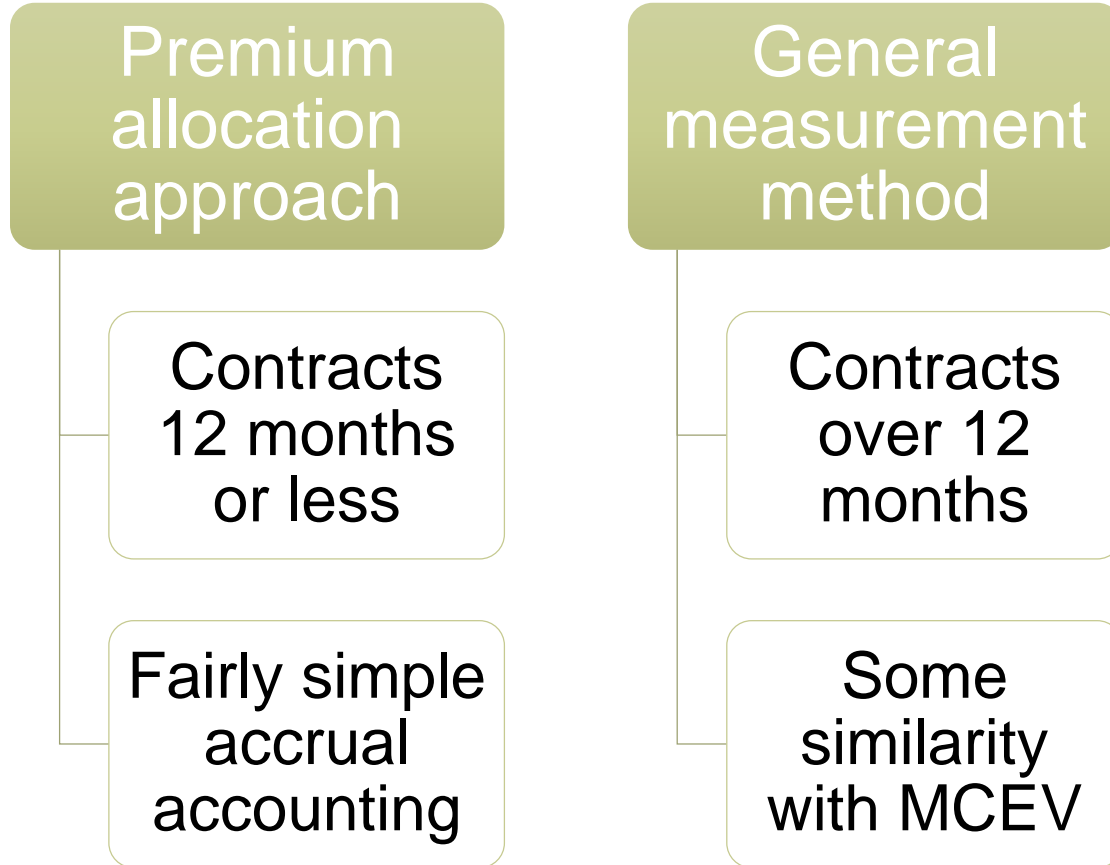 Premium
allocation
approach
Contracts
12 months
or less
Fairly simple
accrual
accounting
General
measurement
method
Contracts
over 12
months
Some
similarity
with MCEV